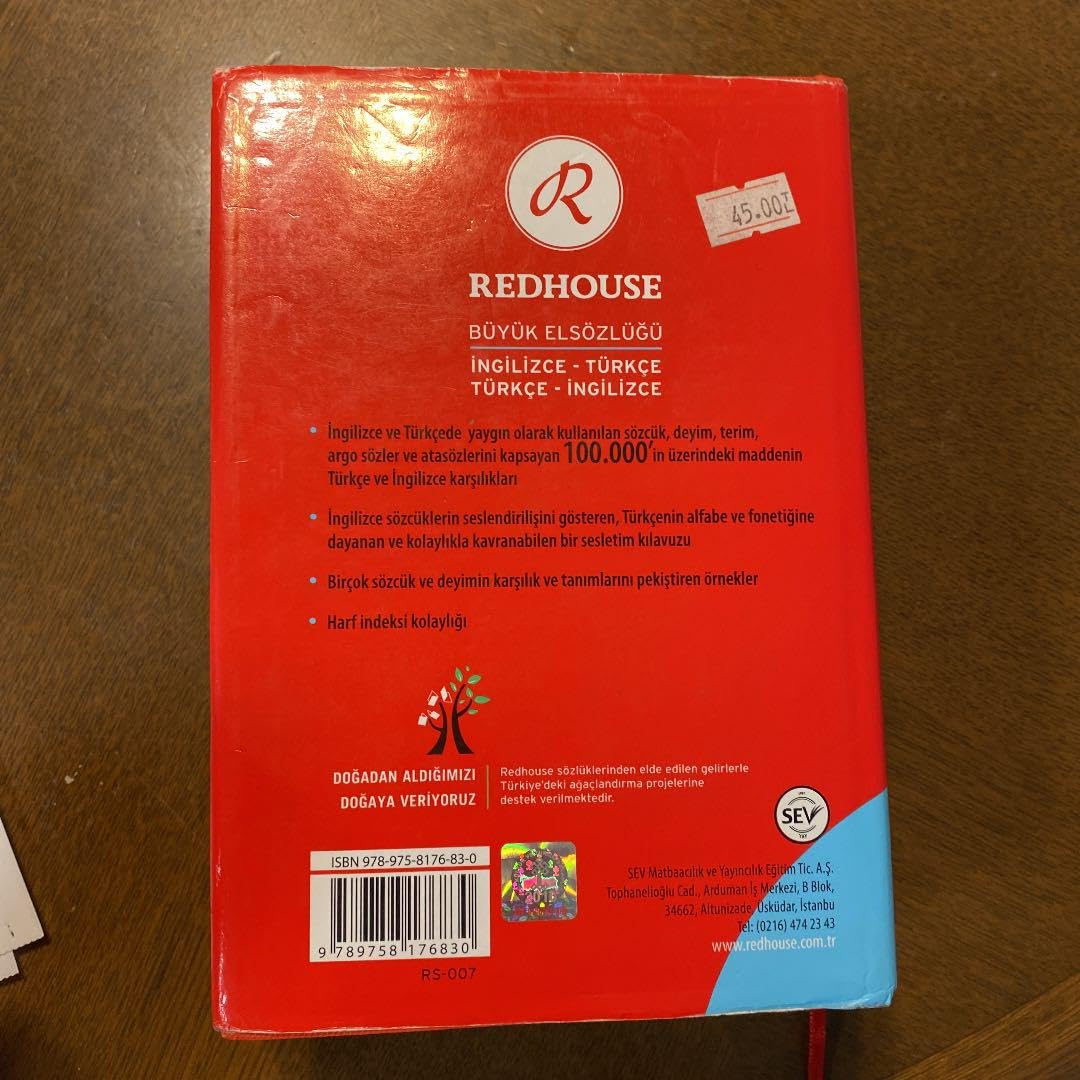 R
45.00TL
REDHOUSE
BÜYÜK ELSÖZLÜĞÜ
İNGİLİZCE - TÜRKÇE
TÜRKÇE - İNGİLİZCE
• İngilizce ve Türkçede yaygın olarak kullanılan sözcük, deyim, terim,
argo sözler ve atasözlerini kapsayan 100.000'in üzerindeki maddenin
Türkçe ve İngilizce karşılıkları
• İngilizce sözcüklerin seslendirilişini gösteren, Türkçenin alfabe ve fonetiğine
dayanan ve kolaylıkla kavranabilen bir sesletim kılavuzu
• Birçok sözcük ve deyimin karşılık ve tanımlarını pekiştiren örnekler
• Harf indeksi kolaylığı
DOĞADAN ALDIĞIMIZI
DOĞAYA VERİYORUZ
Redhouse sözlüklerinden elde edilen gelirlerle
Türkiye'deki ağaçlandırma projelerine
destek verilmektedir.
SEV
YAY
ISBN 978-975-8176-83-0
9 789758 176830
RS-007
SEV Matbaacılık ve Yayıncılık Eğitim Tic. A.Ş.
Tophanelioğlu Cad., Arduman İş Merkezi, B Blok,
34662, Altunizade, Üsküdar, İstanbu
Tel: (0216) 474 23 43
www.redhouse.com.tr